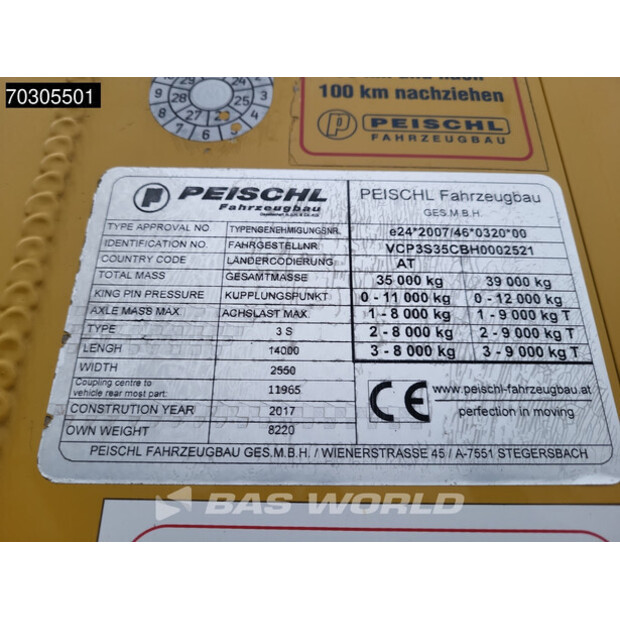 70305501
100 km nachziehen
PEISCHL
FAHRZEUGBAU
PEISCHL
Fahrzeugbau
PEISCHL Fahrzeugbau
GES.M.B.H.
TYPE APPROVAL NO TYPENGENEHMIGUNGSNR. e24*2007/46*0320*00
IDENTIFICATION NO. FAHRGESTELLNR. VCP3S35CBH0002521
COUNTRY CODE LÄNDERCODIERUNG AT
TOTAL MASS GESAMTMASSE 35 000 kg 39 000 kg
KING PIN PRESSURE KUPPLUNGSPUNKT 0 - 11 000 kg 0 - 12 000 kg
AXLE MASS MAX. ACHSLAST MAX. 1 - 8 000 kg 1 - 9 000 kg T
TYPE 3 S 2 - 8 000 kg 2 - 9 000 kg T
LENGH 14000 3 - 8 000 kg 3 - 9 000 kg T
WIDTH 2550
Coupling centre to
vehicle rear most part: 11965
CE www.peischl-fahrzeugbau.at
perfection in moving
CONSTRUTION YEAR 2017
OWN WEIGHT 8220
PEISCHL FAHRZEUGBAU GES.M.B.H. / WIENERSTRASSE 45 / A-7551 STEGERSBACH
BAS WORLD